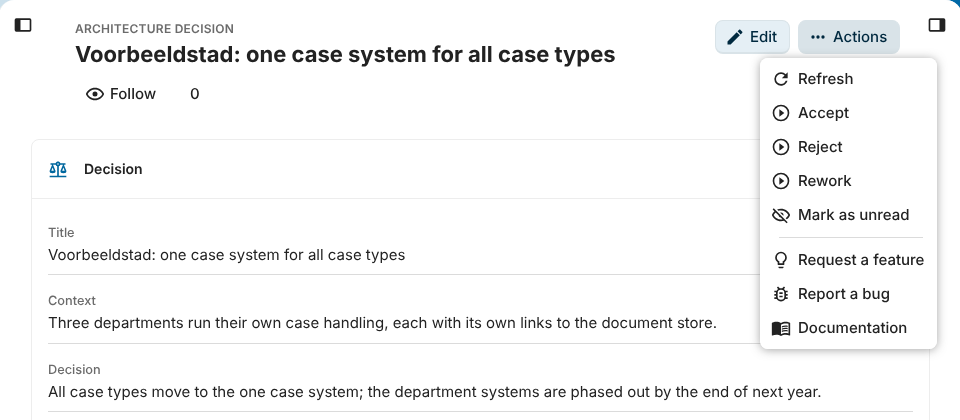 ARCHITECTURE DECISION
Voorbeeldstad: one case system for all case types
Edit
Actions
Follow 0
Refresh
Accept
Reject
Rework
Mark as unread
Request a feature
Report a bug
Documentation
Decision
Title
Voorbeeldstad: one case system for all case types
Context
Three departments run their own case handling, each with its own links to the document store.
Decision
All case types move to the one case system; the department systems are phased out by the end of next year.